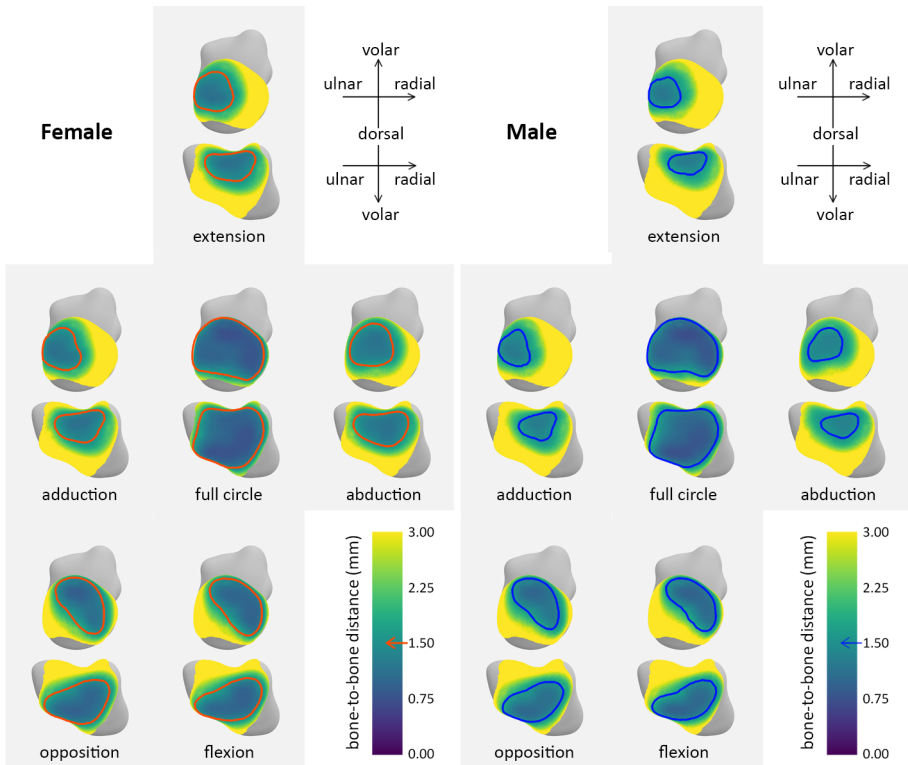 volar
ulnar radial
Female
dorsal
ulnar radial
volar
extension
volar
ulnar radial
Male
dorsal
ulnar radial
volar
extension
adduction full circle abduction
adduction full circle abduction
opposition flexion
bone-to-bone distance (mm)
3.00
2.25
1.50
0.75
0.00
opposition flexion
bone-to-bone distance (mm)
3.00
2.25
1.50
0.75
0.00